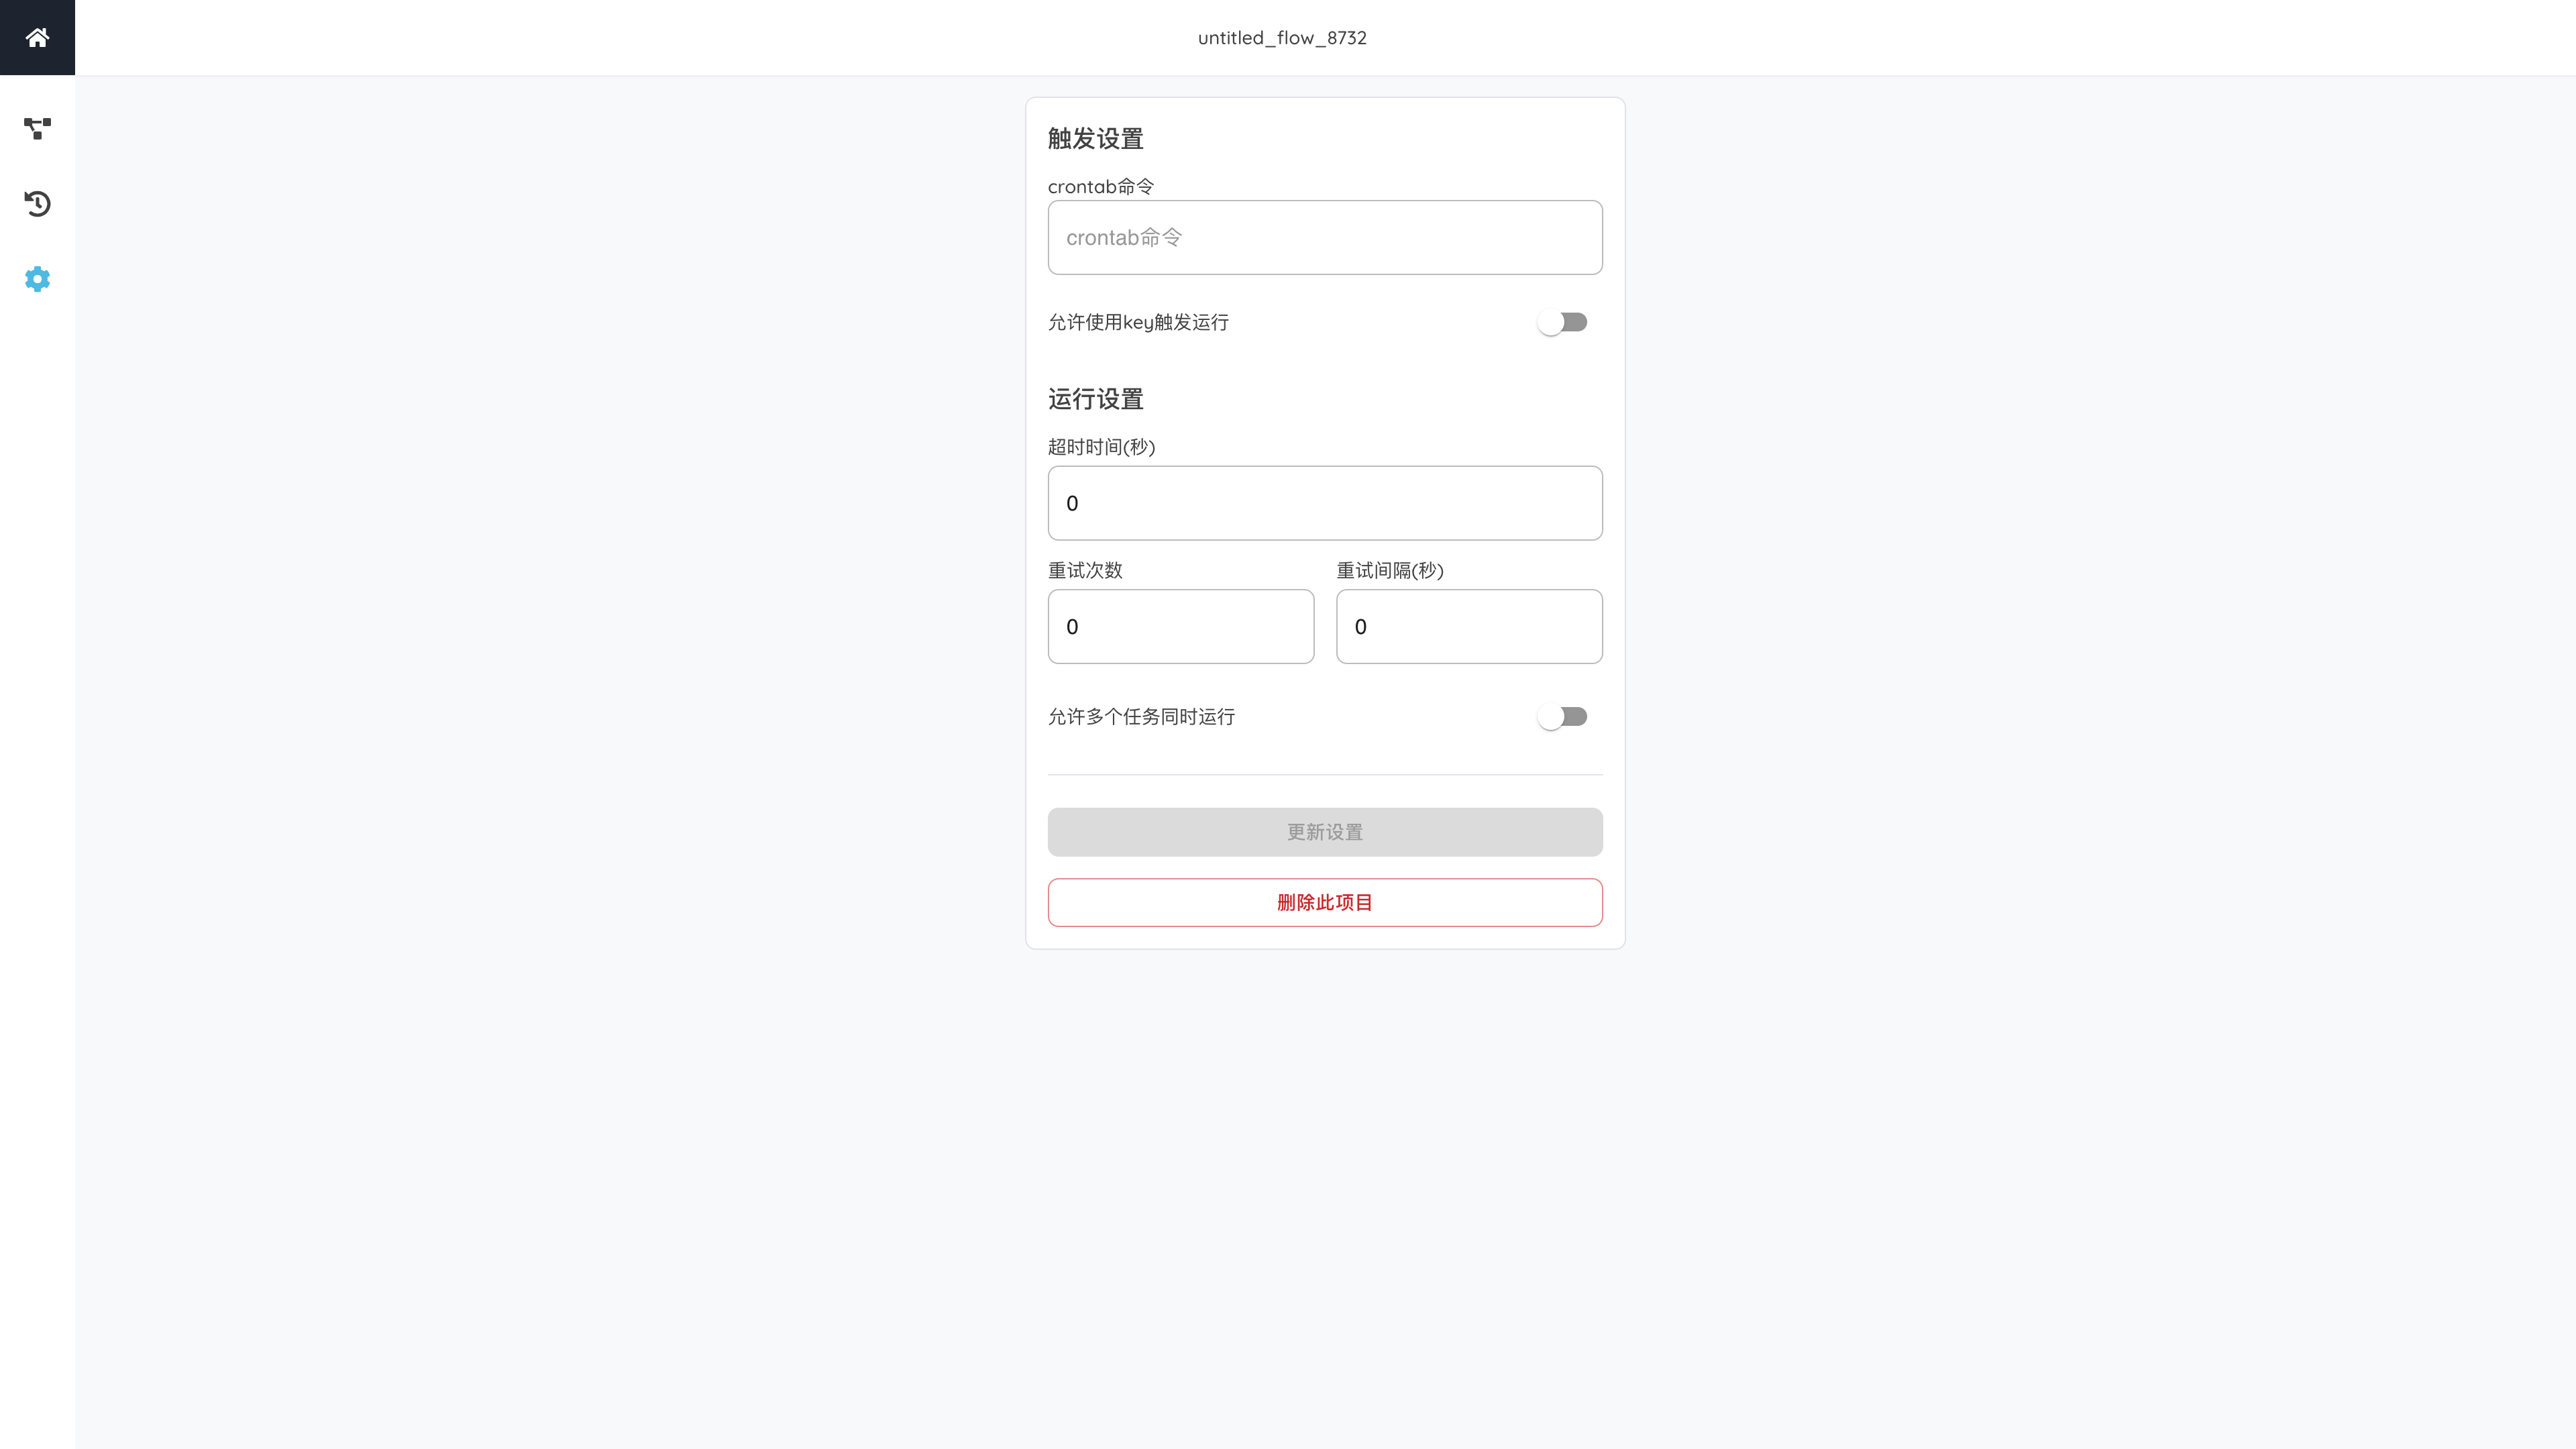 untitled_flow_8732
触发设置
crontab命令
crontab命令
允许使用key触发运行
运行设置
超时时间(秒)
0
重试次数
重试间隔(秒)
0
0
允许多个任务同时运行
更新设置
删除此项目